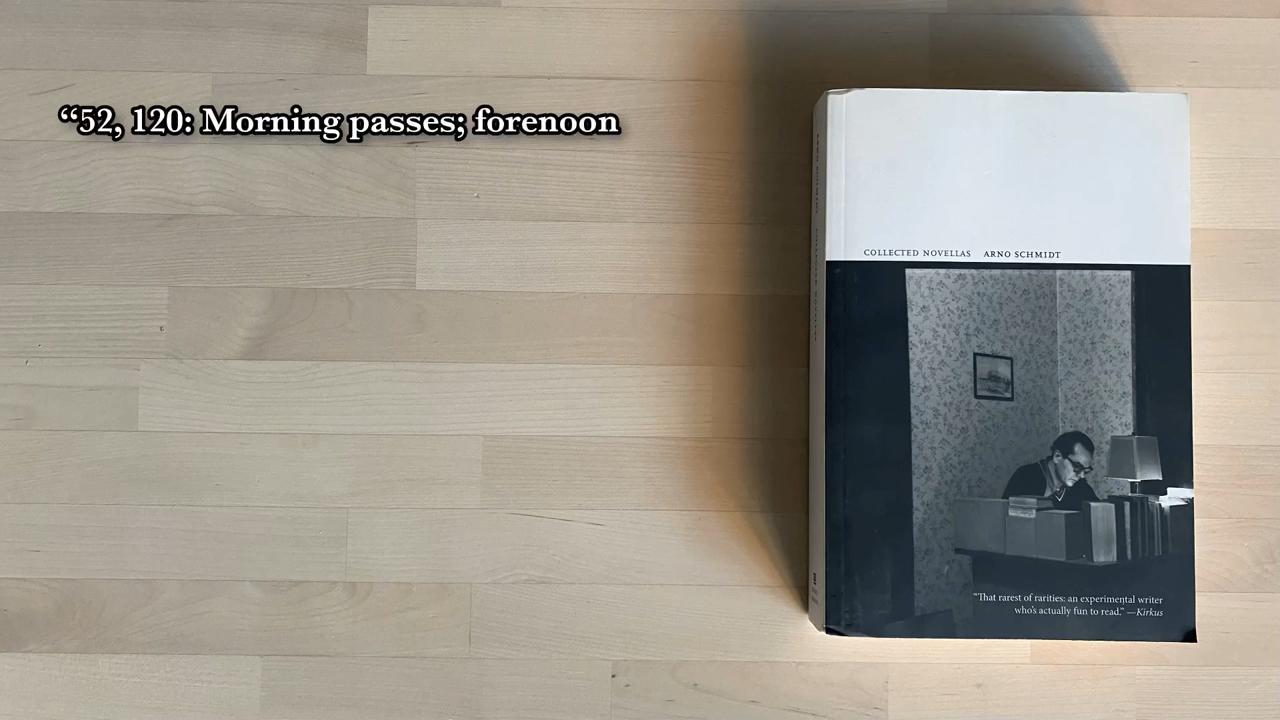 “52, 120: Morning passes; forenoon
COLLECTED NOVELLAS ARNO SCHMIDT
“That rarest of rarities: an experimental writer
who’s actually fun to read.” —Kirkus